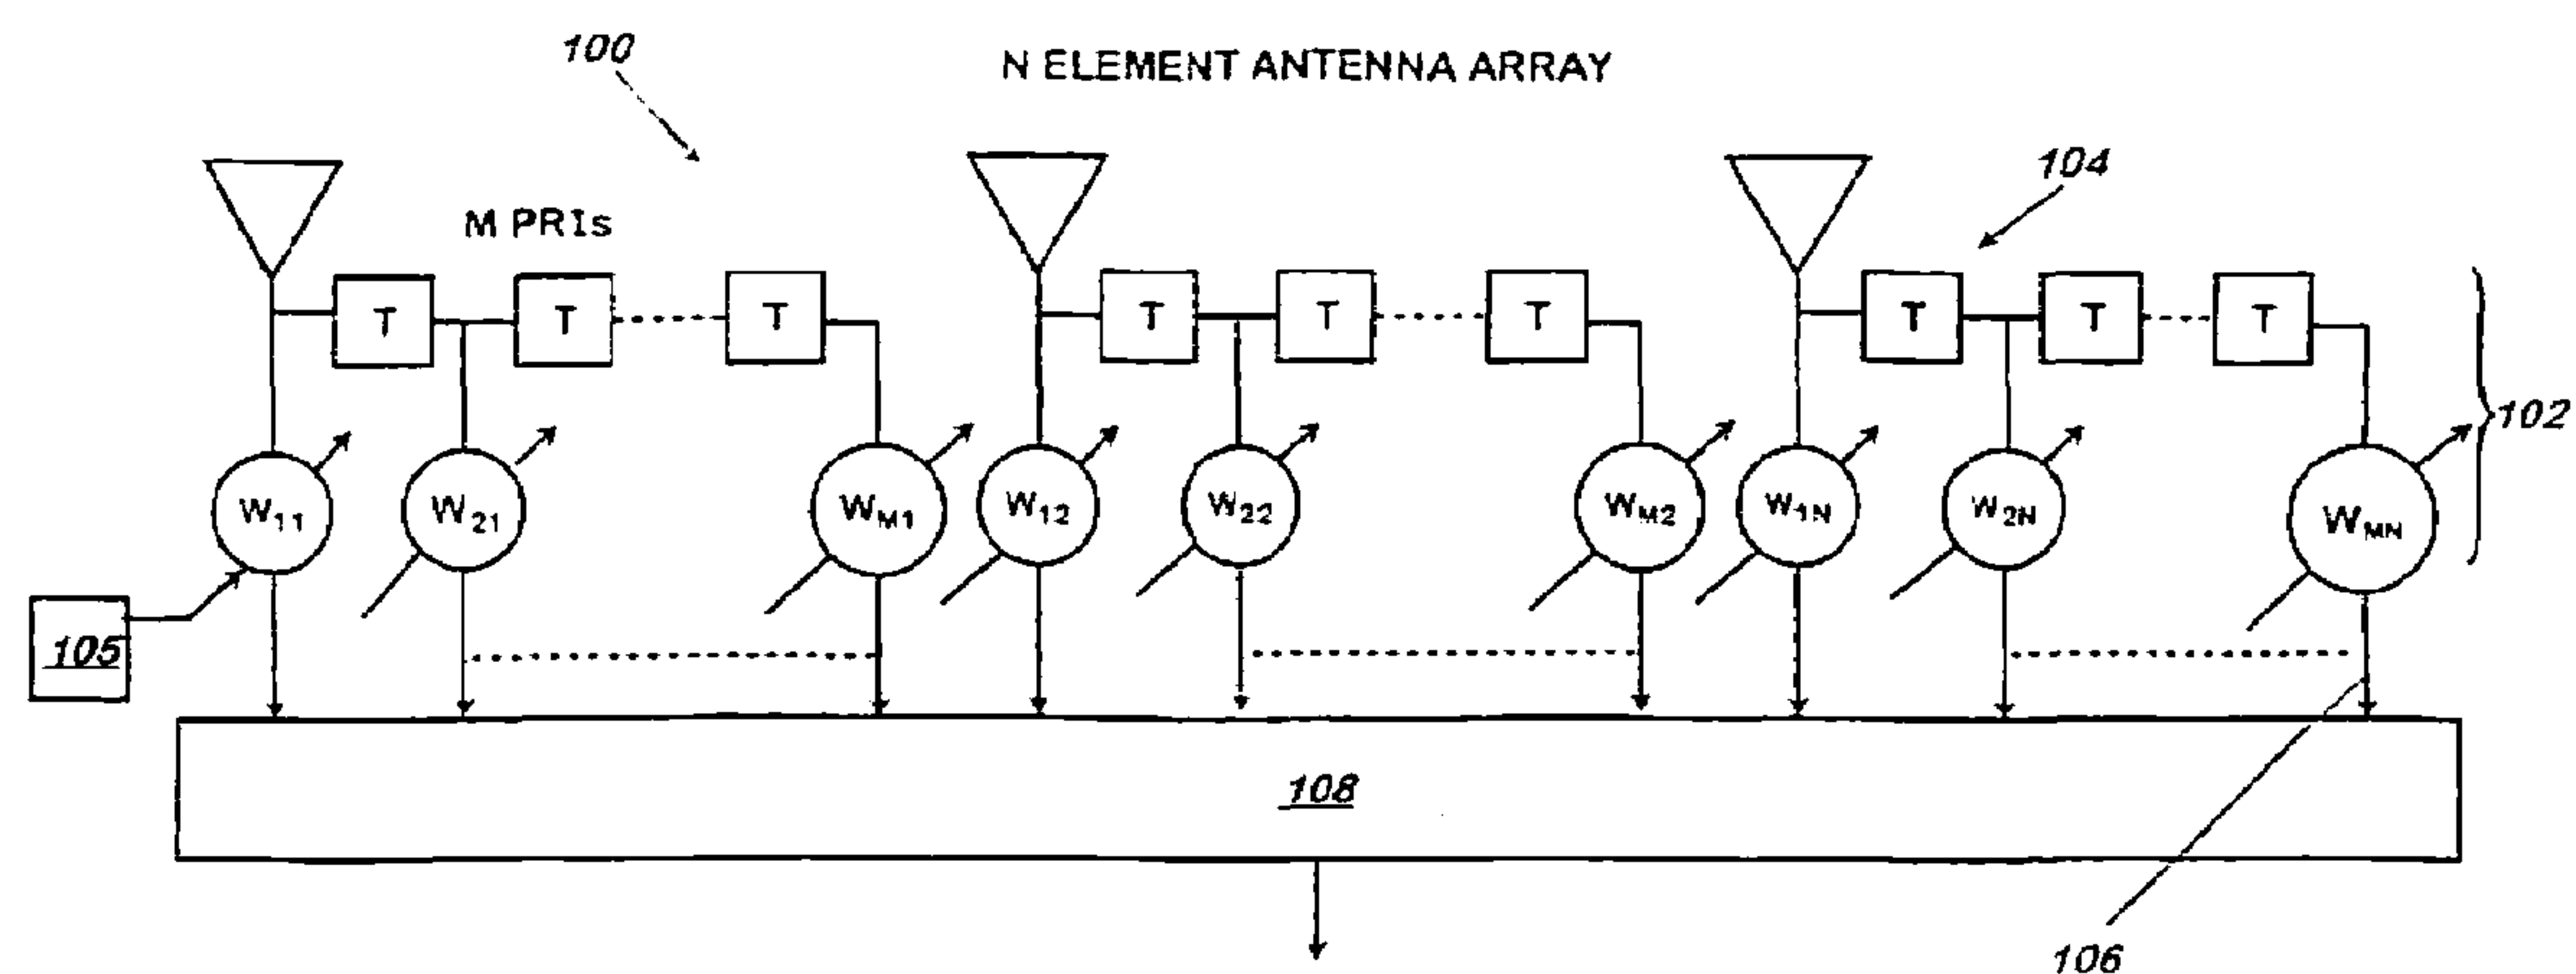 100
N ELEMENT ANTENNA ARRAY
104
M PRIs
T T T T T T T T T
102
W11 W21 WM1 W12 W22 WM2 W1N W2N WMN
105
108
106